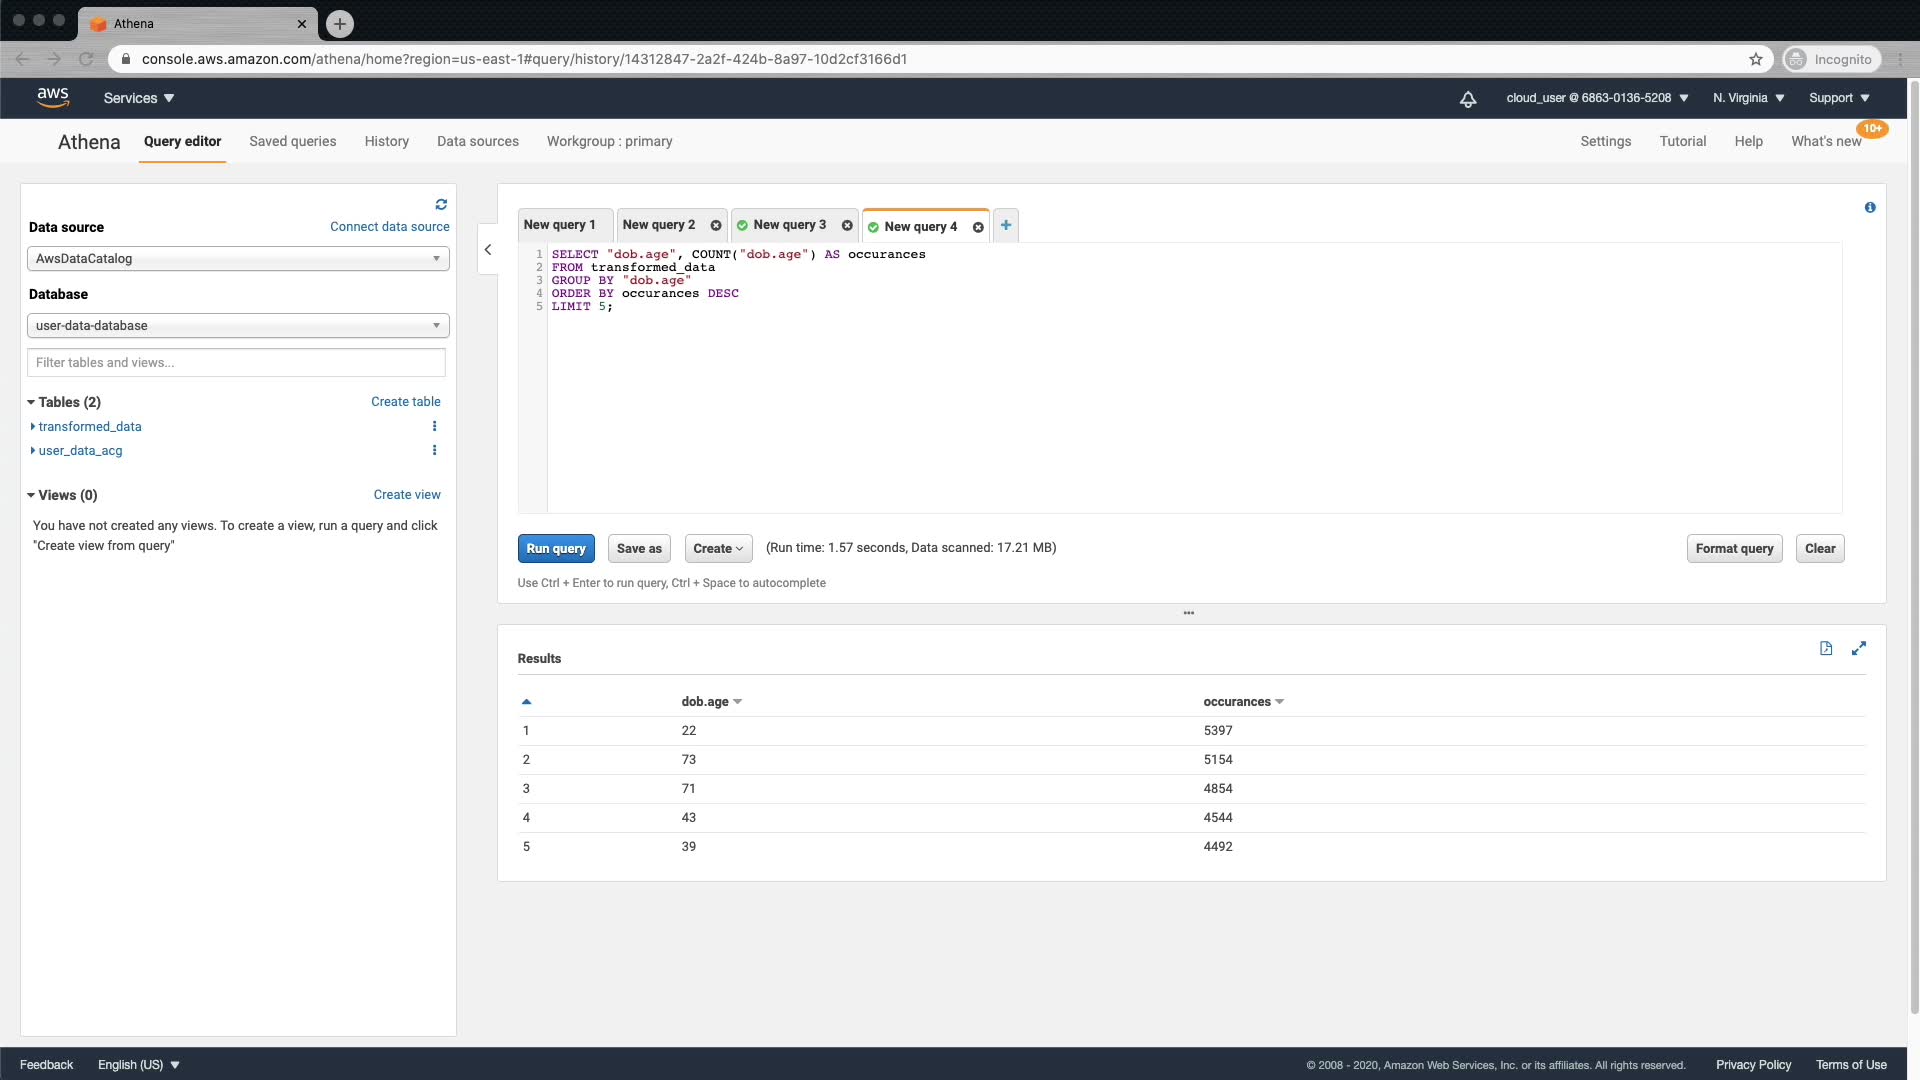 Athena
console.aws.amazon.com/athena/home?region=us-east-1#query/history/14312847-2a2f-424b-8a97-10d2cf3166d1
Incognito
aws
Services
cloud_user @ 6863-0136-5208
N. Virginia
Support
Athena
Query editor
Saved queries
History
Data sources
Workgroup : primary
Settings
Tutorial
Help
What's new
10+
Data source
Connect data source
AwsDataCatalog
Database
user-data-database
Filter tables and views...
Tables (2)
Create table
transformed_data
user_data_acg
Views (0)
Create view
You have not created any views. To create a view, run a query and click
"Create view from query"
New query 1
New query 2
New query 3
New query 4
1 SELECT "dob.age", COUNT("dob.age") AS occurances
2 FROM transformed_data
3 GROUP BY "dob.age"
4 ORDER BY occurances DESC
5 LIMIT 5;
Run query
Save as
Create
(Run time: 1.57 seconds, Data scanned: 17.21 MB)
Format query
Clear
Use Ctrl + Enter to run query, Ctrl + Space to autocomplete
Results
dob.age occurances
1 22 5397
2 73 5154
3 71 4854
4 43 4544
5 39 4492
Feedback
English (US)
© 2008 - 2020, Amazon Web Services, Inc. or its affiliates. All rights reserved.
Privacy Policy
Terms of Use